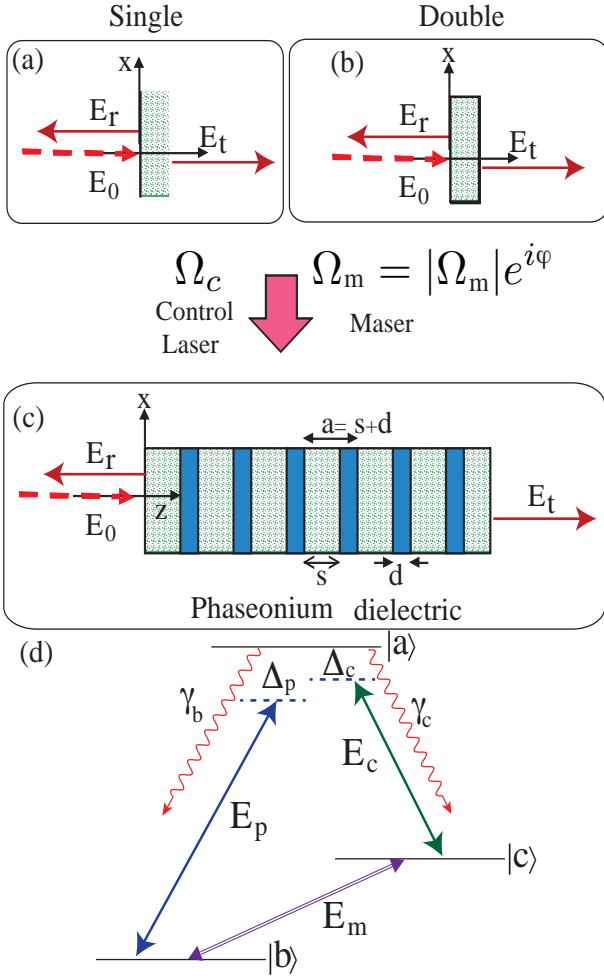 Single
Double
(a)
x
E_r
E_t
E_0
(b)
x
E_r
E_t
E_0
Ω_c
Control
Laser
Ω_m = |Ω_m|e^{iφ}
Maser
(c)
x
a= s+d
E_r
E_0
z
E_t
s
d
Phaseonium
dielectric
(d)
|a⟩
Δ_p
Δ_c
γ_b
γ_c
E_c
E_p
|c⟩
E_m
|b⟩